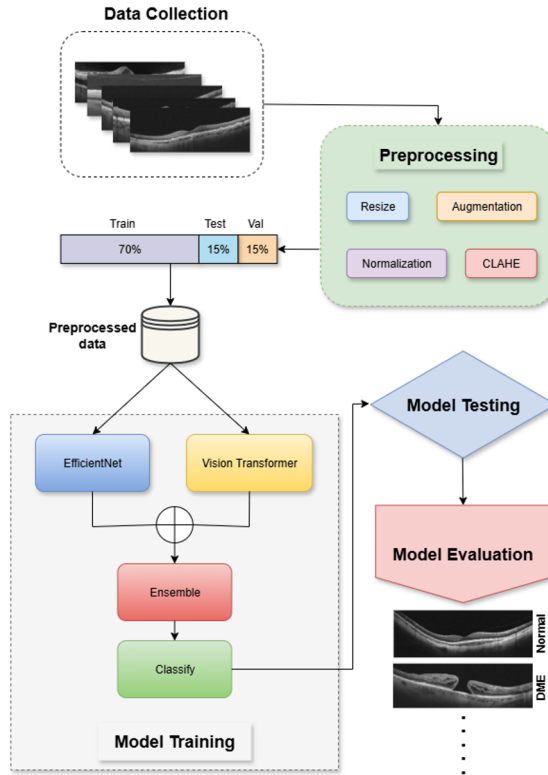 Data Collection
Preprocessing
Resize
Augmentation
Normalization
CLAHE
Train
Test
Val
70%
15%
15%
Preprocessed
data
EfficientNet
Vision Transformer
Ensemble
Classify
Model Training
Model Testing
Model Evaluation
Normal
DME